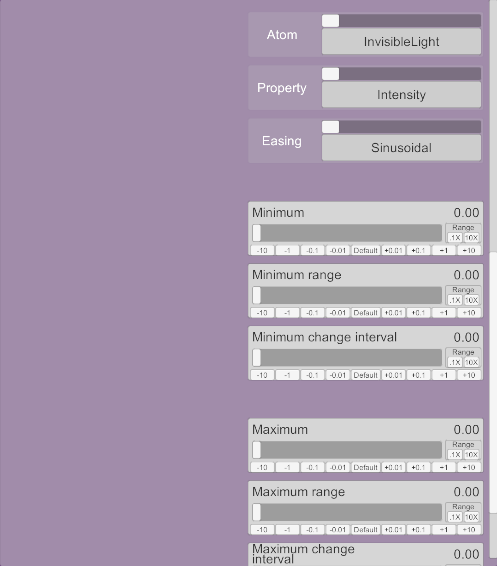 Atom
InvisibleLight
Property
Intensity
Easing
Sinusoidal
Minimum 0.00
Range
.1X 10X
-10 -1 -0.1 -0.01 Default +0.01 +0.1 +1 +10
Minimum range 0.00
Range
.1X 10X
-10 -1 -0.1 -0.01 Default +0.01 +0.1 +1 +10
Minimum change interval 0.00
Range
.1X 10X
-10 -1 -0.1 -0.01 Default +0.01 +0.1 +1 +10
Maximum 0.00
Range
.1X 10X
-10 -1 -0.1 -0.01 Default +0.01 +0.1 +1 +10
Maximum range 0.00
Range
.1X 10X
-10 -1 -0.1 -0.01 Default +0.01 +0.1 +1 +10
Maximum change 0.00
interval